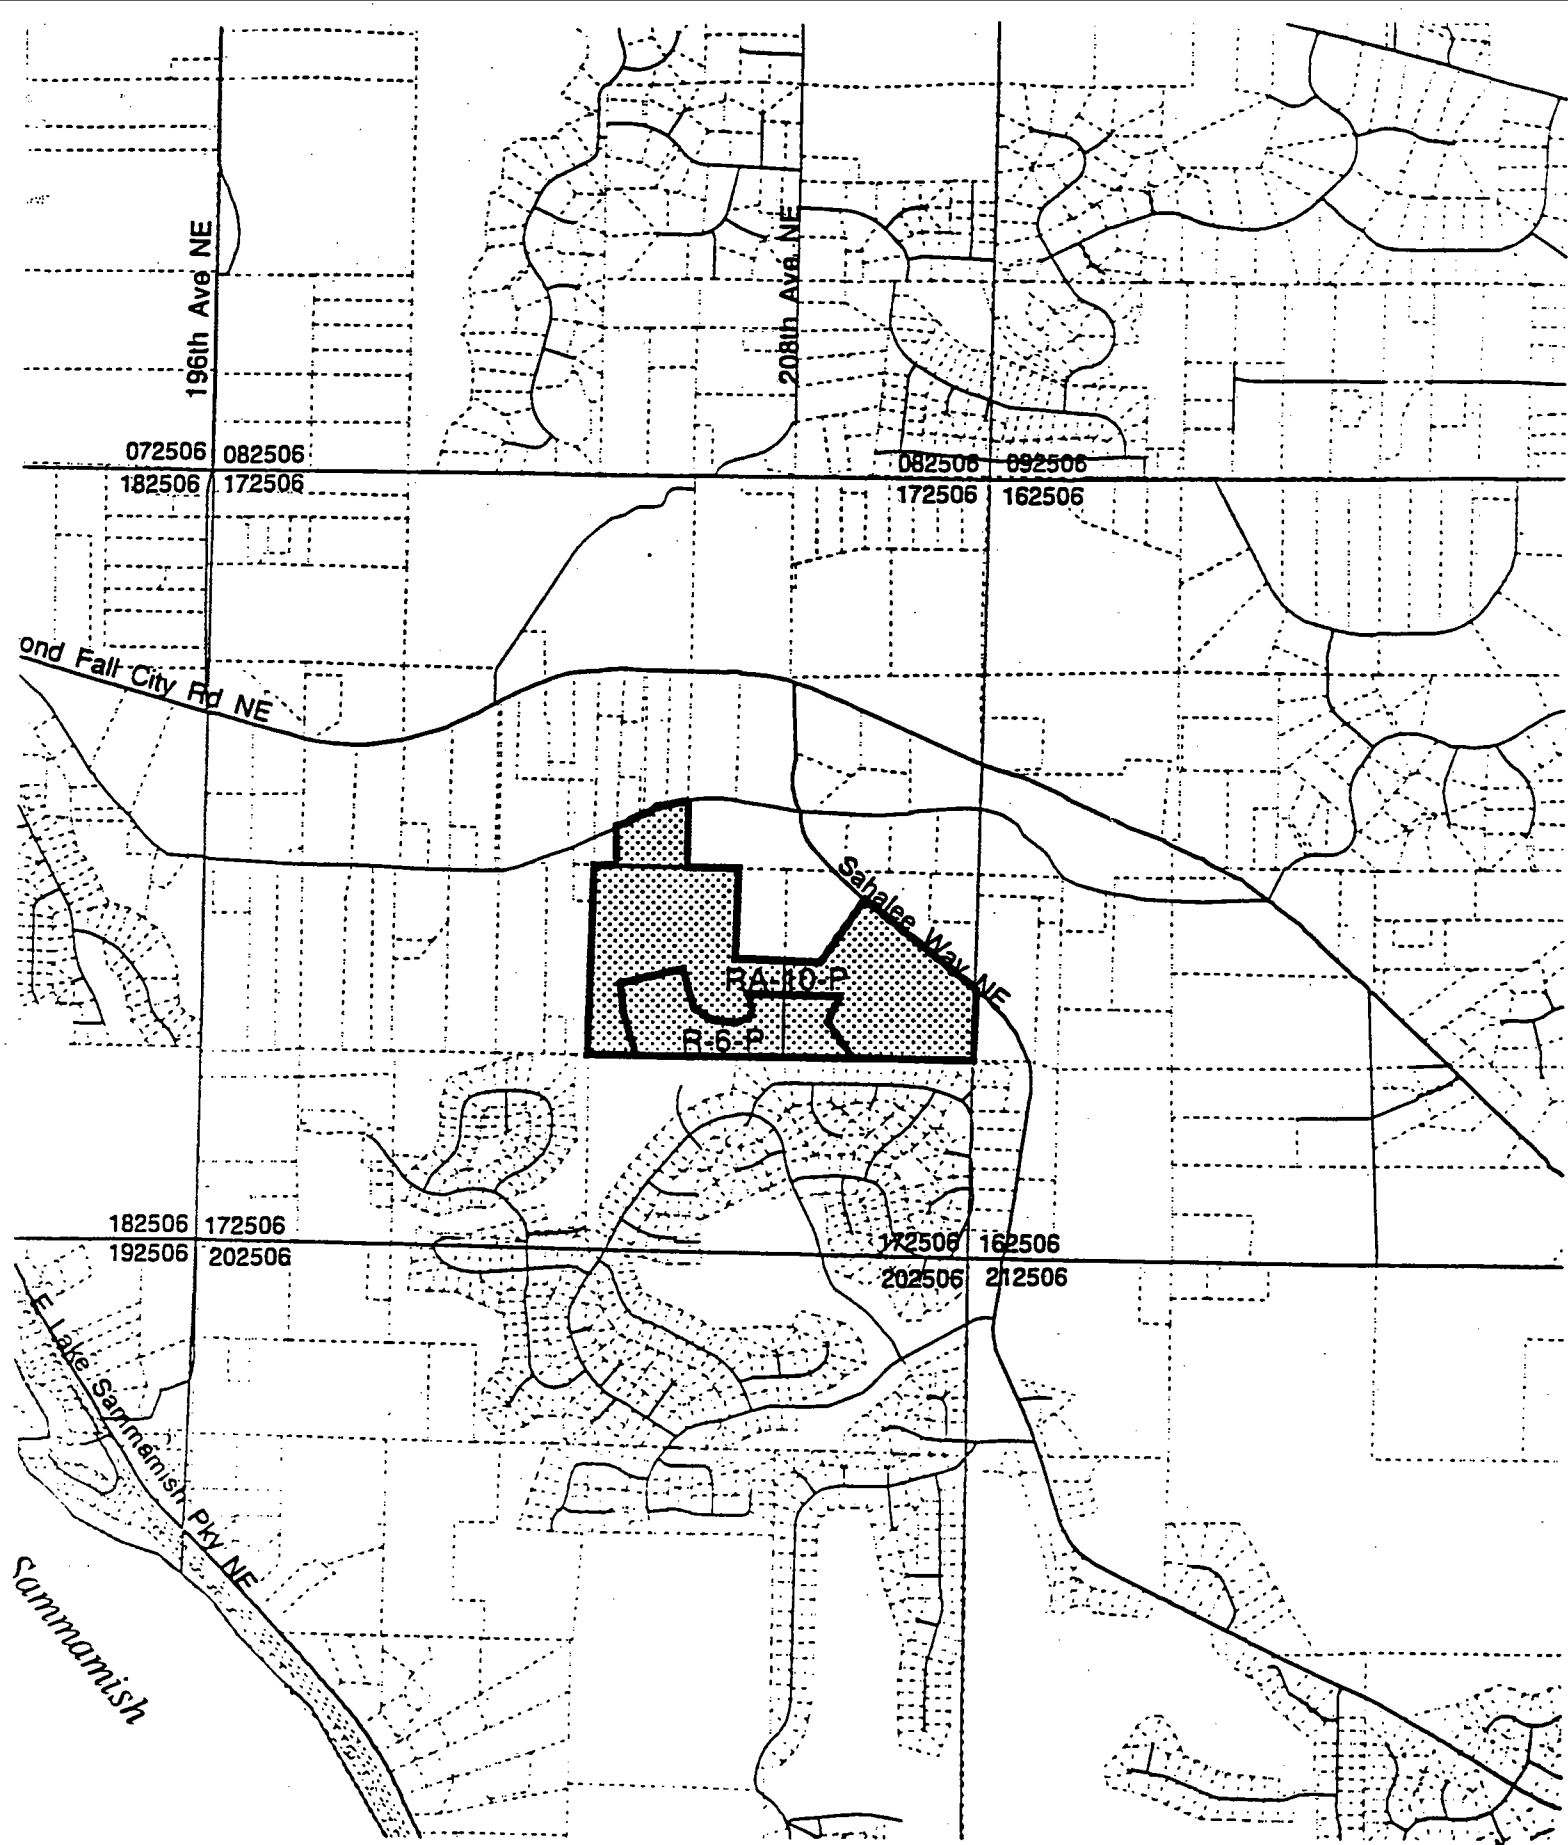 196th Ave NE
208th Ave NE
072506 082506
082506 092506
182506 172506
172506 162506
ond Fall City Rd NE
Sahalee Way NE
RA-10-P
R-6-P
182506 172506
172506 162506
192506 202506
202506 212506
E Lake Sammamish Pky NE
Sammamish